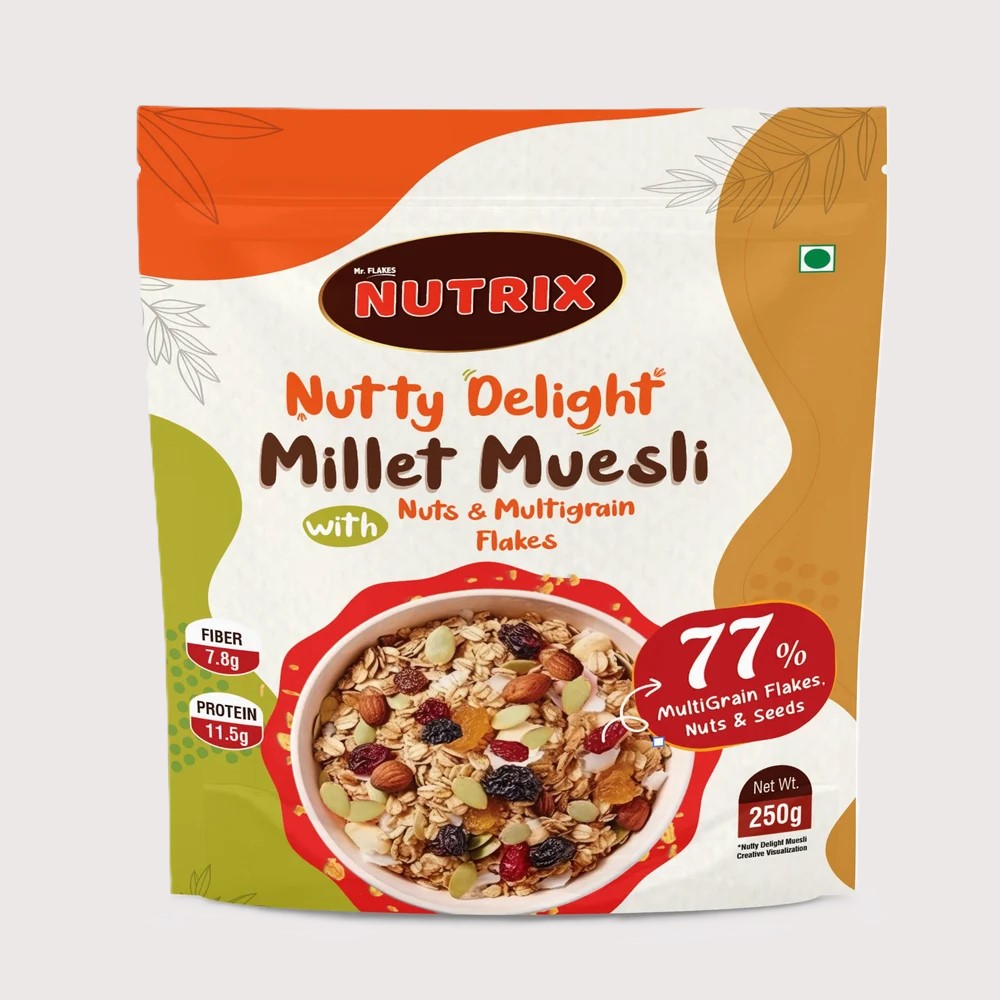 Mr. FLAKES
NUTRIX
Nutty Delight
Millet Muesli
with Nuts & Multigrain
Flakes
FIBER
7.8g
PROTEIN
11.5g
77%
MultiGrain Flakes,
Nuts & Seeds
Net Wt.
250g
*Nutty Delight Muesli
Creative Visualization